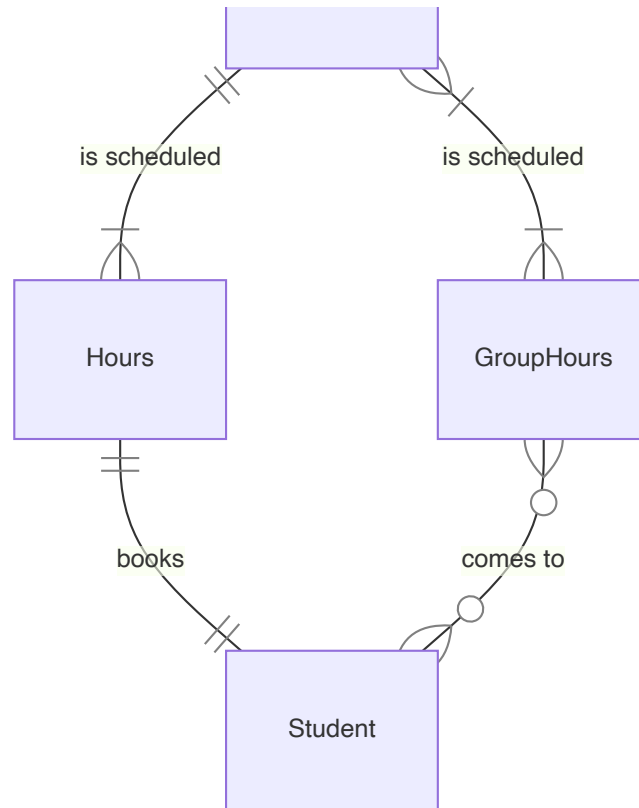 is scheduled
is scheduled
Hours
GroupHours
books
comes to
Student